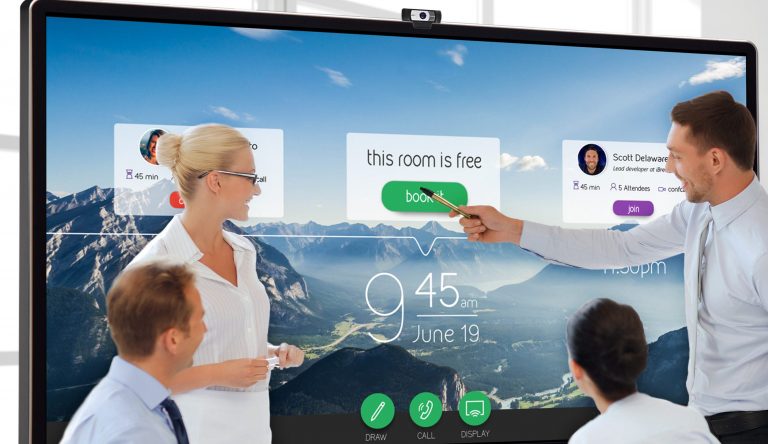 45 min
this room is free
book it
Scott Delaware
Lead developer at
45 min
5 Attendees
join
9 45 am
June 19
DRAW
CALL
DISPLAY